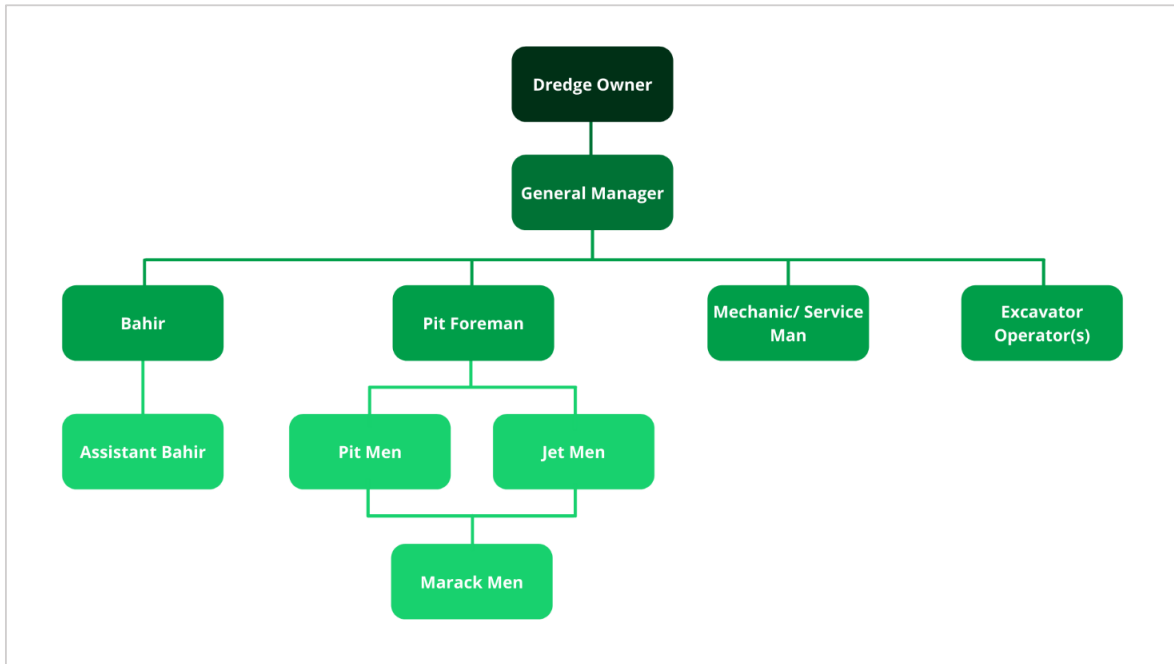 Dredge Owner
General Manager
Bahir
Pit Foreman
Mechanic/ Service
Man
Excavator
Operator(s)
Assistant Bahir
Pit Men
Jet Men
Marack Men